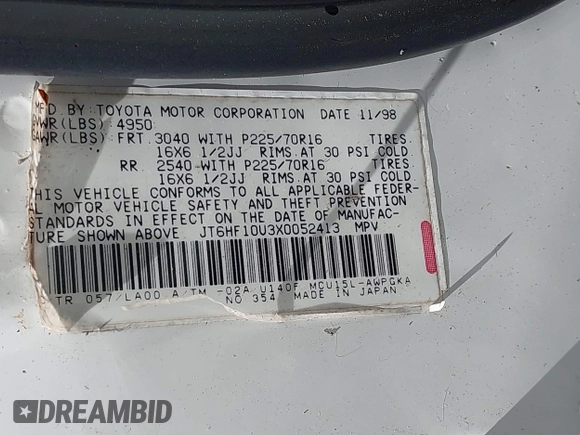 MFD. BY: TOYOTA MOTOR CORPORATION DATE 11/98
GVWR(LBS) 4950
GAWR(LBS): FRT. 3040 WITH P225/70R16 TIRES.
16X6 1/2JJ RIMS.AT 30 PSI COLD.
RR. 2540 WITH P225/70R16 TIRES.
16X6 1/2JJ RIMS.AT 30 PSI COLD.
THIS VEHICLE CONFORMS TO ALL APPLICABLE FEDER-
AL MOTOR VEHICLE SAFETY AND THEFT PREVENTION
STANDARDS IN EFFECT ON THE DATE OF MANUFAC-
TURE SHOWN ABOVE. JT6HF10U3X0052413 MPV
TR 057/LA00 A/TM -02A/U140F MCU15L-AWPGKA
NO 354 MADE IN JAPAN
DREAMBID